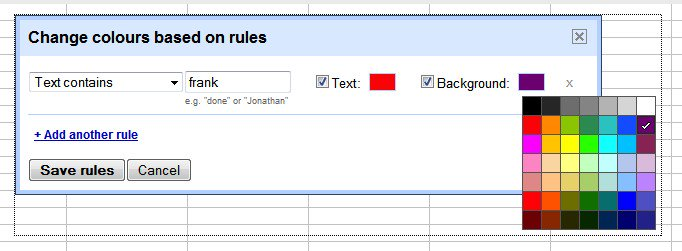 Change colours based on rules
Text contains frank Text: Background: x
e.g. "done" or "Jonathan"
+ Add another rule
Save rules Cancel